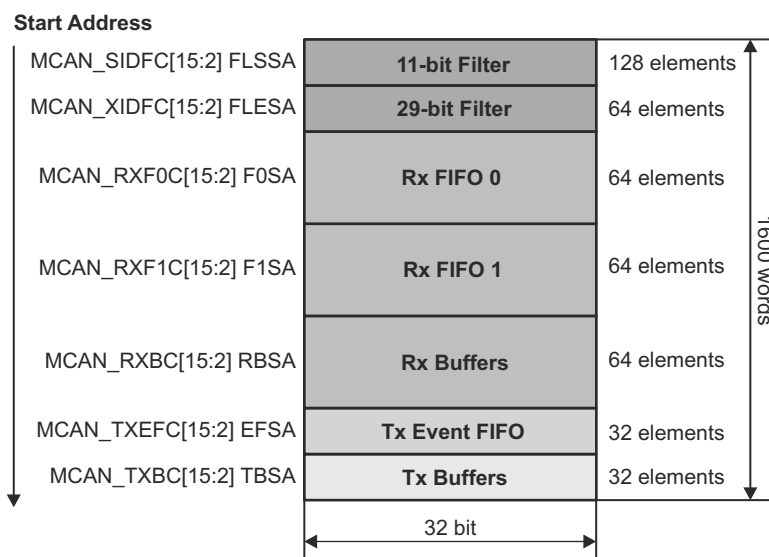 Start Address
MCAN_SIDFC[15:2] FLSSA 11-bit Filter 128 elements
MCAN_XIDFC[15:2] FLESA 29-bit Filter 64 elements
MCAN_RXF0C[15:2] F0SA Rx FIFO 0 64 elements
MCAN_RXF1C[15:2] F1SA Rx FIFO 1 64 elements
1600 words
MCAN_RXBC[15:2] RBSA Rx Buffers 64 elements
MCAN_TXEFC[15:2] EFSA Tx Event FIFO 32 elements
MCAN_TXBC[15:2] TBSA Tx Buffers 32 elements
32 bit